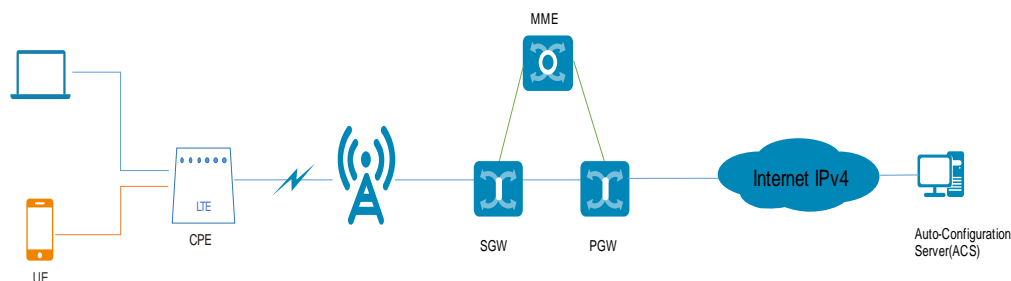 MME
LTE
Internet IPv4
CPE
SGW
PGW
Auto-Configuration
Server(ACS)
UE